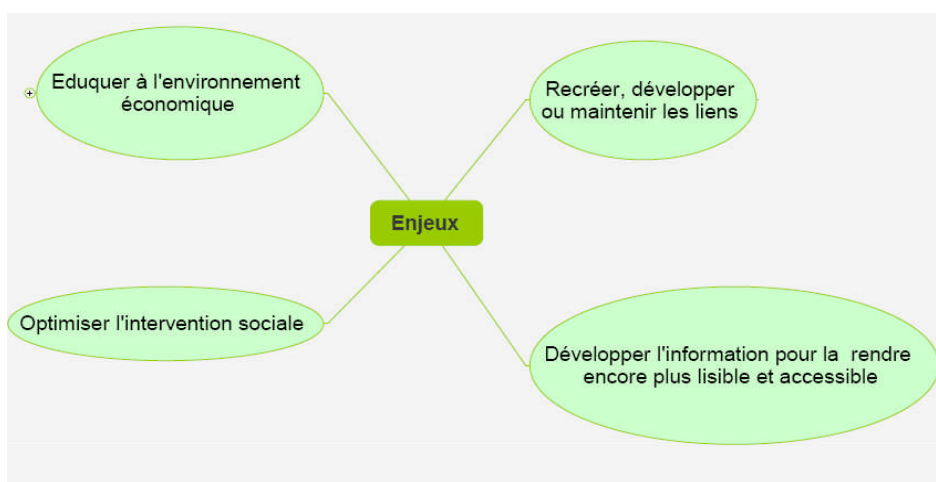 Eduquer à l'environnement
économique
Recréer, développer
ou maintenir les liens
Enjeux
Optimiser l'intervention sociale
Développer l'information pour la rendre
encore plus lisible et accessible